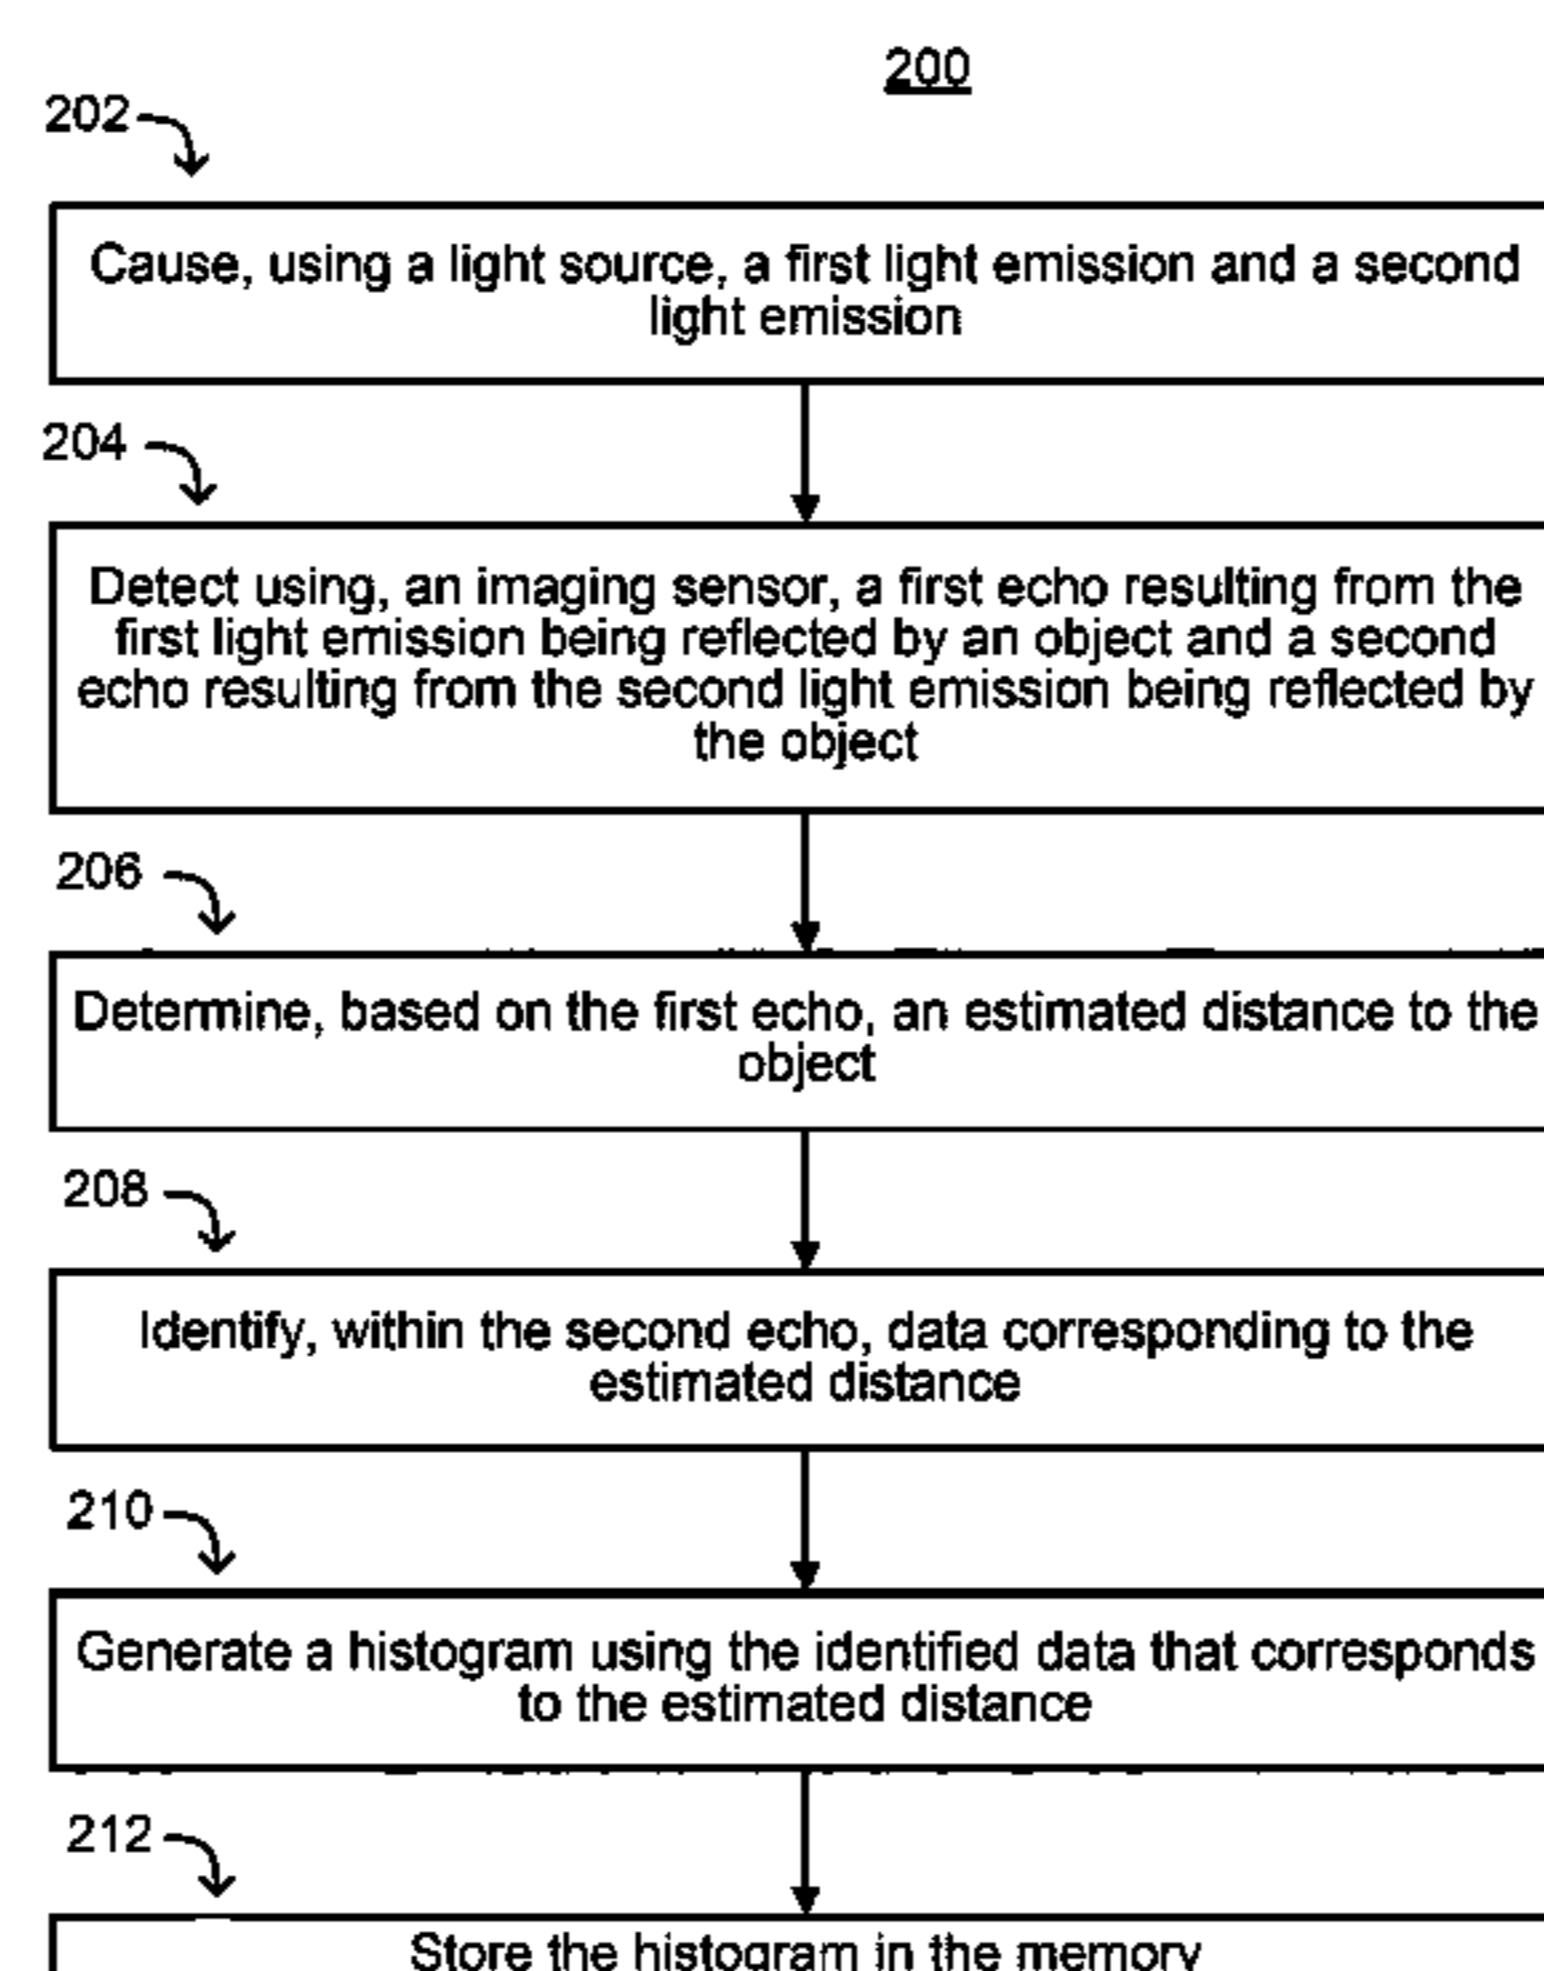 200
202
Cause, using a light source, a first light emission and a second
light emission
204
Detect using, an imaging sensor, a first echo resulting from the
first light emission being reflected by an object and a second
echo resulting from the second light emission being reflected by
the object
206
Determine, based on the first echo, an estimated distance to the
object
208
Identify, within the second echo, data corresponding to the
estimated distance
210
Generate a histogram using the identified data that corresponds
to the estimated distance
212
Store the histogram in the memory